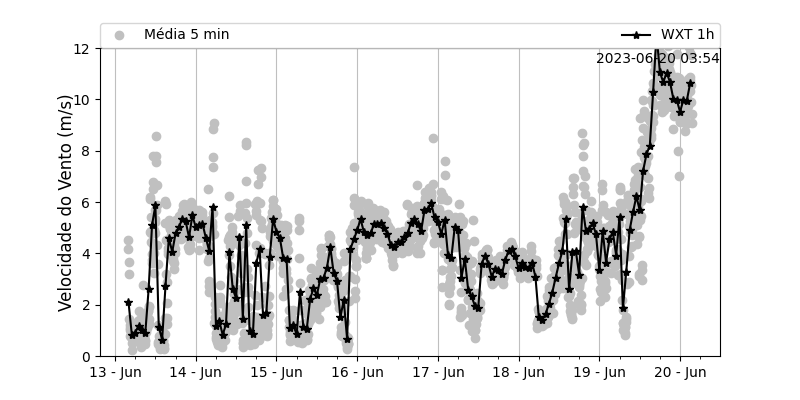 Média 5 min
WXT 1h
2023-06-20 03:54
Velocidade do Vento (m/s)
12
10
8
6
4
2
0
13 - Jun
14 - Jun
15 - Jun
16 - Jun
17 - Jun
18 - Jun
19 - Jun
20 - Jun